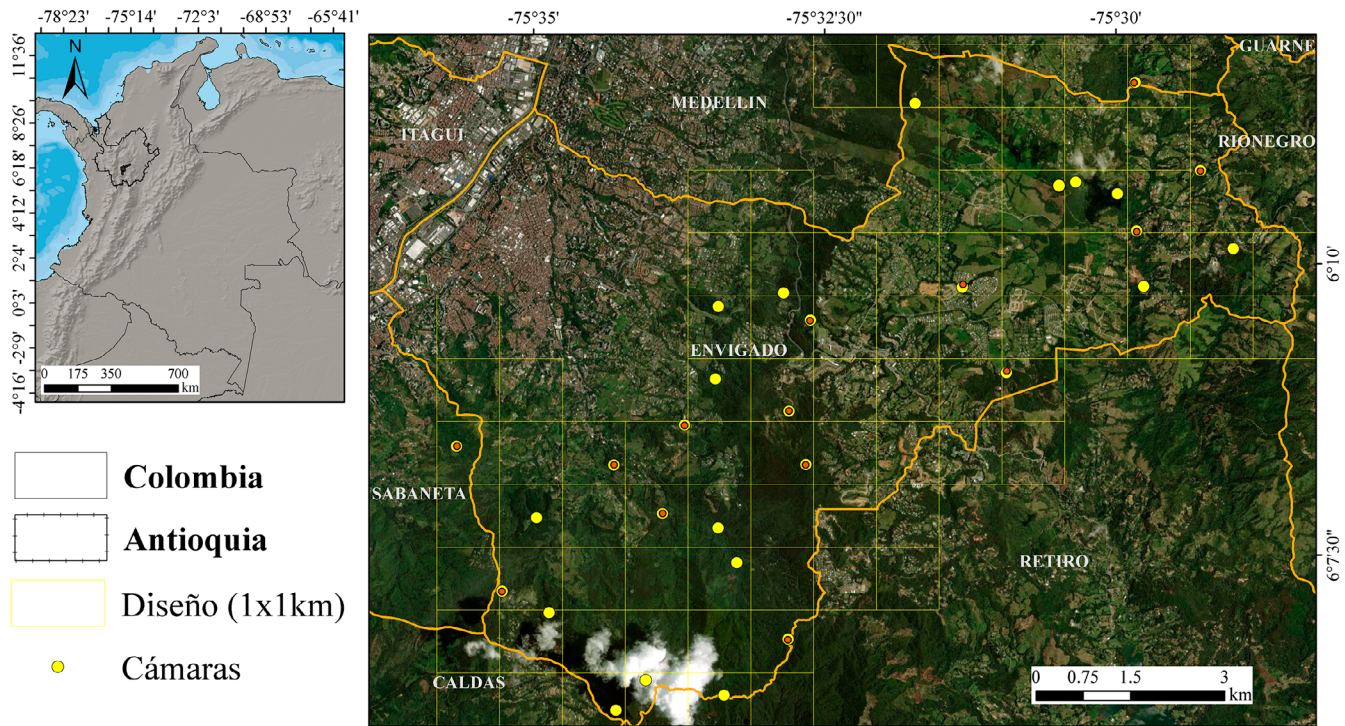 -78°23' -75°14' -72°3' -68°53' -65°41'
11°36'
8°26'
6°18'
4°12'
2°4'
0°3'
-2°9'
-4°16'
N
0 175 350 700
km
Colombia
Antioquia
Diseño (1x1km)
Cámaras
-75°35' -75°32'30" -75°30'
GUARNE
MEDELLIN
ITAGUI
RIONEGRO
6°10'
ENVIGADO
SABANETA
6°7'30"
RETIRO
CALDAS
0 0.75 1.5 3
km